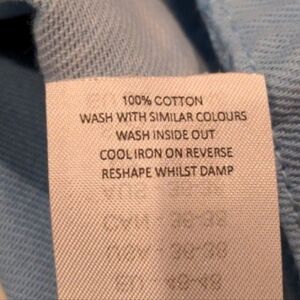 100% COTTON
WASH WITH SIMILAR COLOURS
WASH INSIDE OUT
COOL IRON ON REVERSE
RESHAPE WHILST DAMP